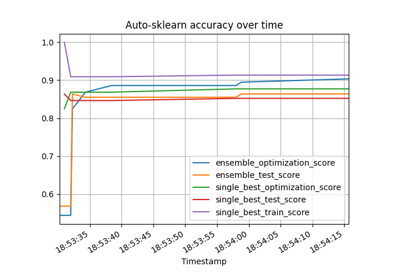 Auto-sklearn accuracy over time
1.0
0.9
0.8
0.7
0.6
ensemble_optimization_score
ensemble_test_score
single_best_optimization_score
single_best_test_score
single_best_train_score
18:53:35
18:53:40
18:53:45
18:53:50
18:53:55
18:54:00
18:54:05
18:54:10
18:54:15
Timestamp